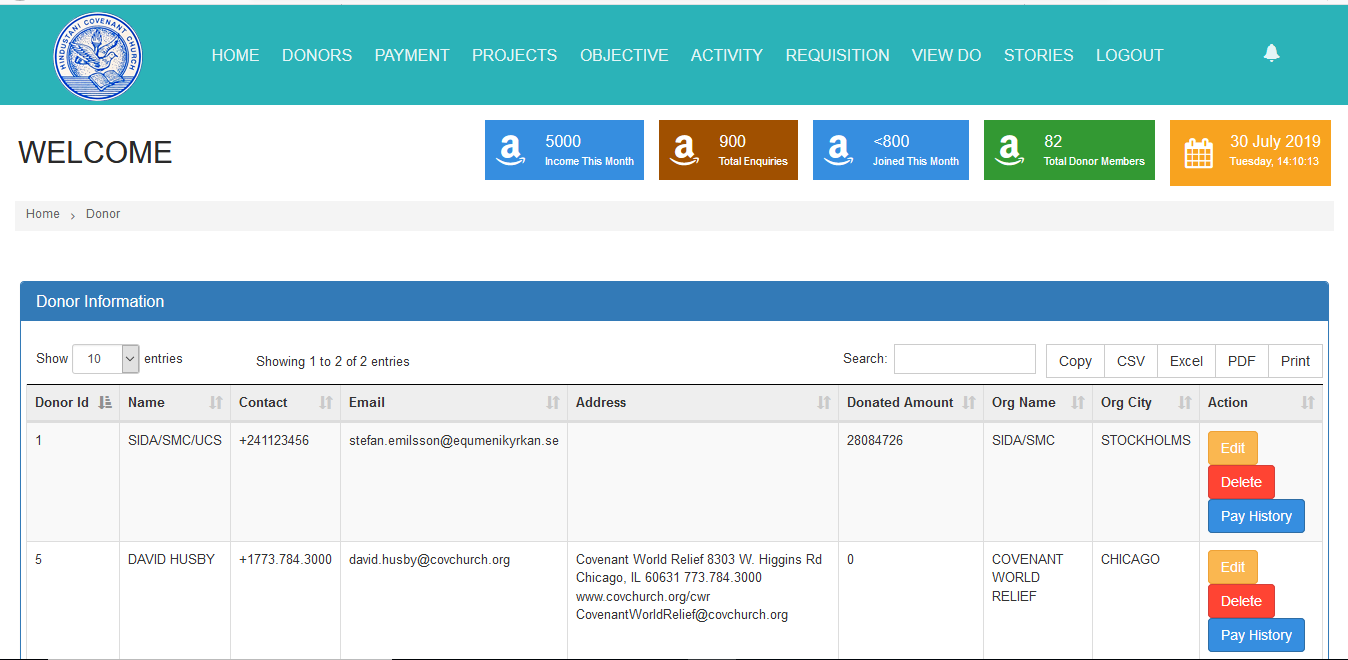 HINDUSTANI COVENANT CHURCH
HOME DONORS PAYMENT PROJECTS OBJECTIVE ACTIVITY REQUISITION VIEW DO STORIES LOGOUT
WELCOME
a 5000
Income This Month
a 900
Total Enquiries
a <800
Joined This Month
a 82
Total Donor Members
30 July 2019
Tuesday, 14:10:13
Home > Donor
Donor Information
Show 10 entries Showing 1 to 2 of 2 entries Search: Copy CSV Excel PDF Print
Donor Id Name Contact Email Address Donated Amount Org Name Org City Action
1 SIDA/SMC/UCS +241123456 stefan.emilsson@equmenikyrkan.se 28084726 SIDA/SMC STOCKHOLMS Edit
Delete
Pay History
5 DAVID HUSBY +1773.784.3000 david.husby@covchurch.org Covenant World Relief 8303 W. Higgins Rd 0 COVENANT CHICAGO Edit
Chicago, IL 60631 773.784.3000 WORLD
www.covchurch.org/cwr RELIEF Delete
CovenantWorldRelief@covchurch.org
Pay History